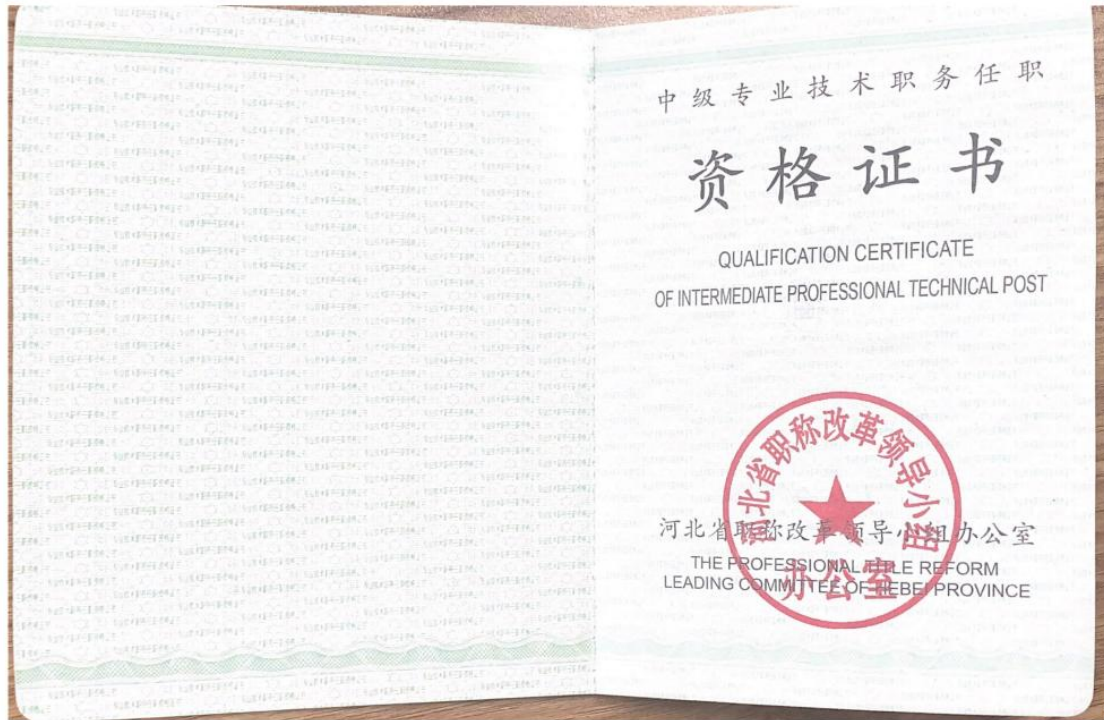 中级专业技术职务任职
资格证书
QUALIFICATION CERTIFICATE
OF INTERMEDIATE PROFESSIONAL TECHNICAL POST
河北省职称改革领导小组
办公室
河北省职称改革领导小组办公室
THE PROFESSIONAL TITLE REFORM
LEADING COMMITTEE OF HEBEI PROVINCE